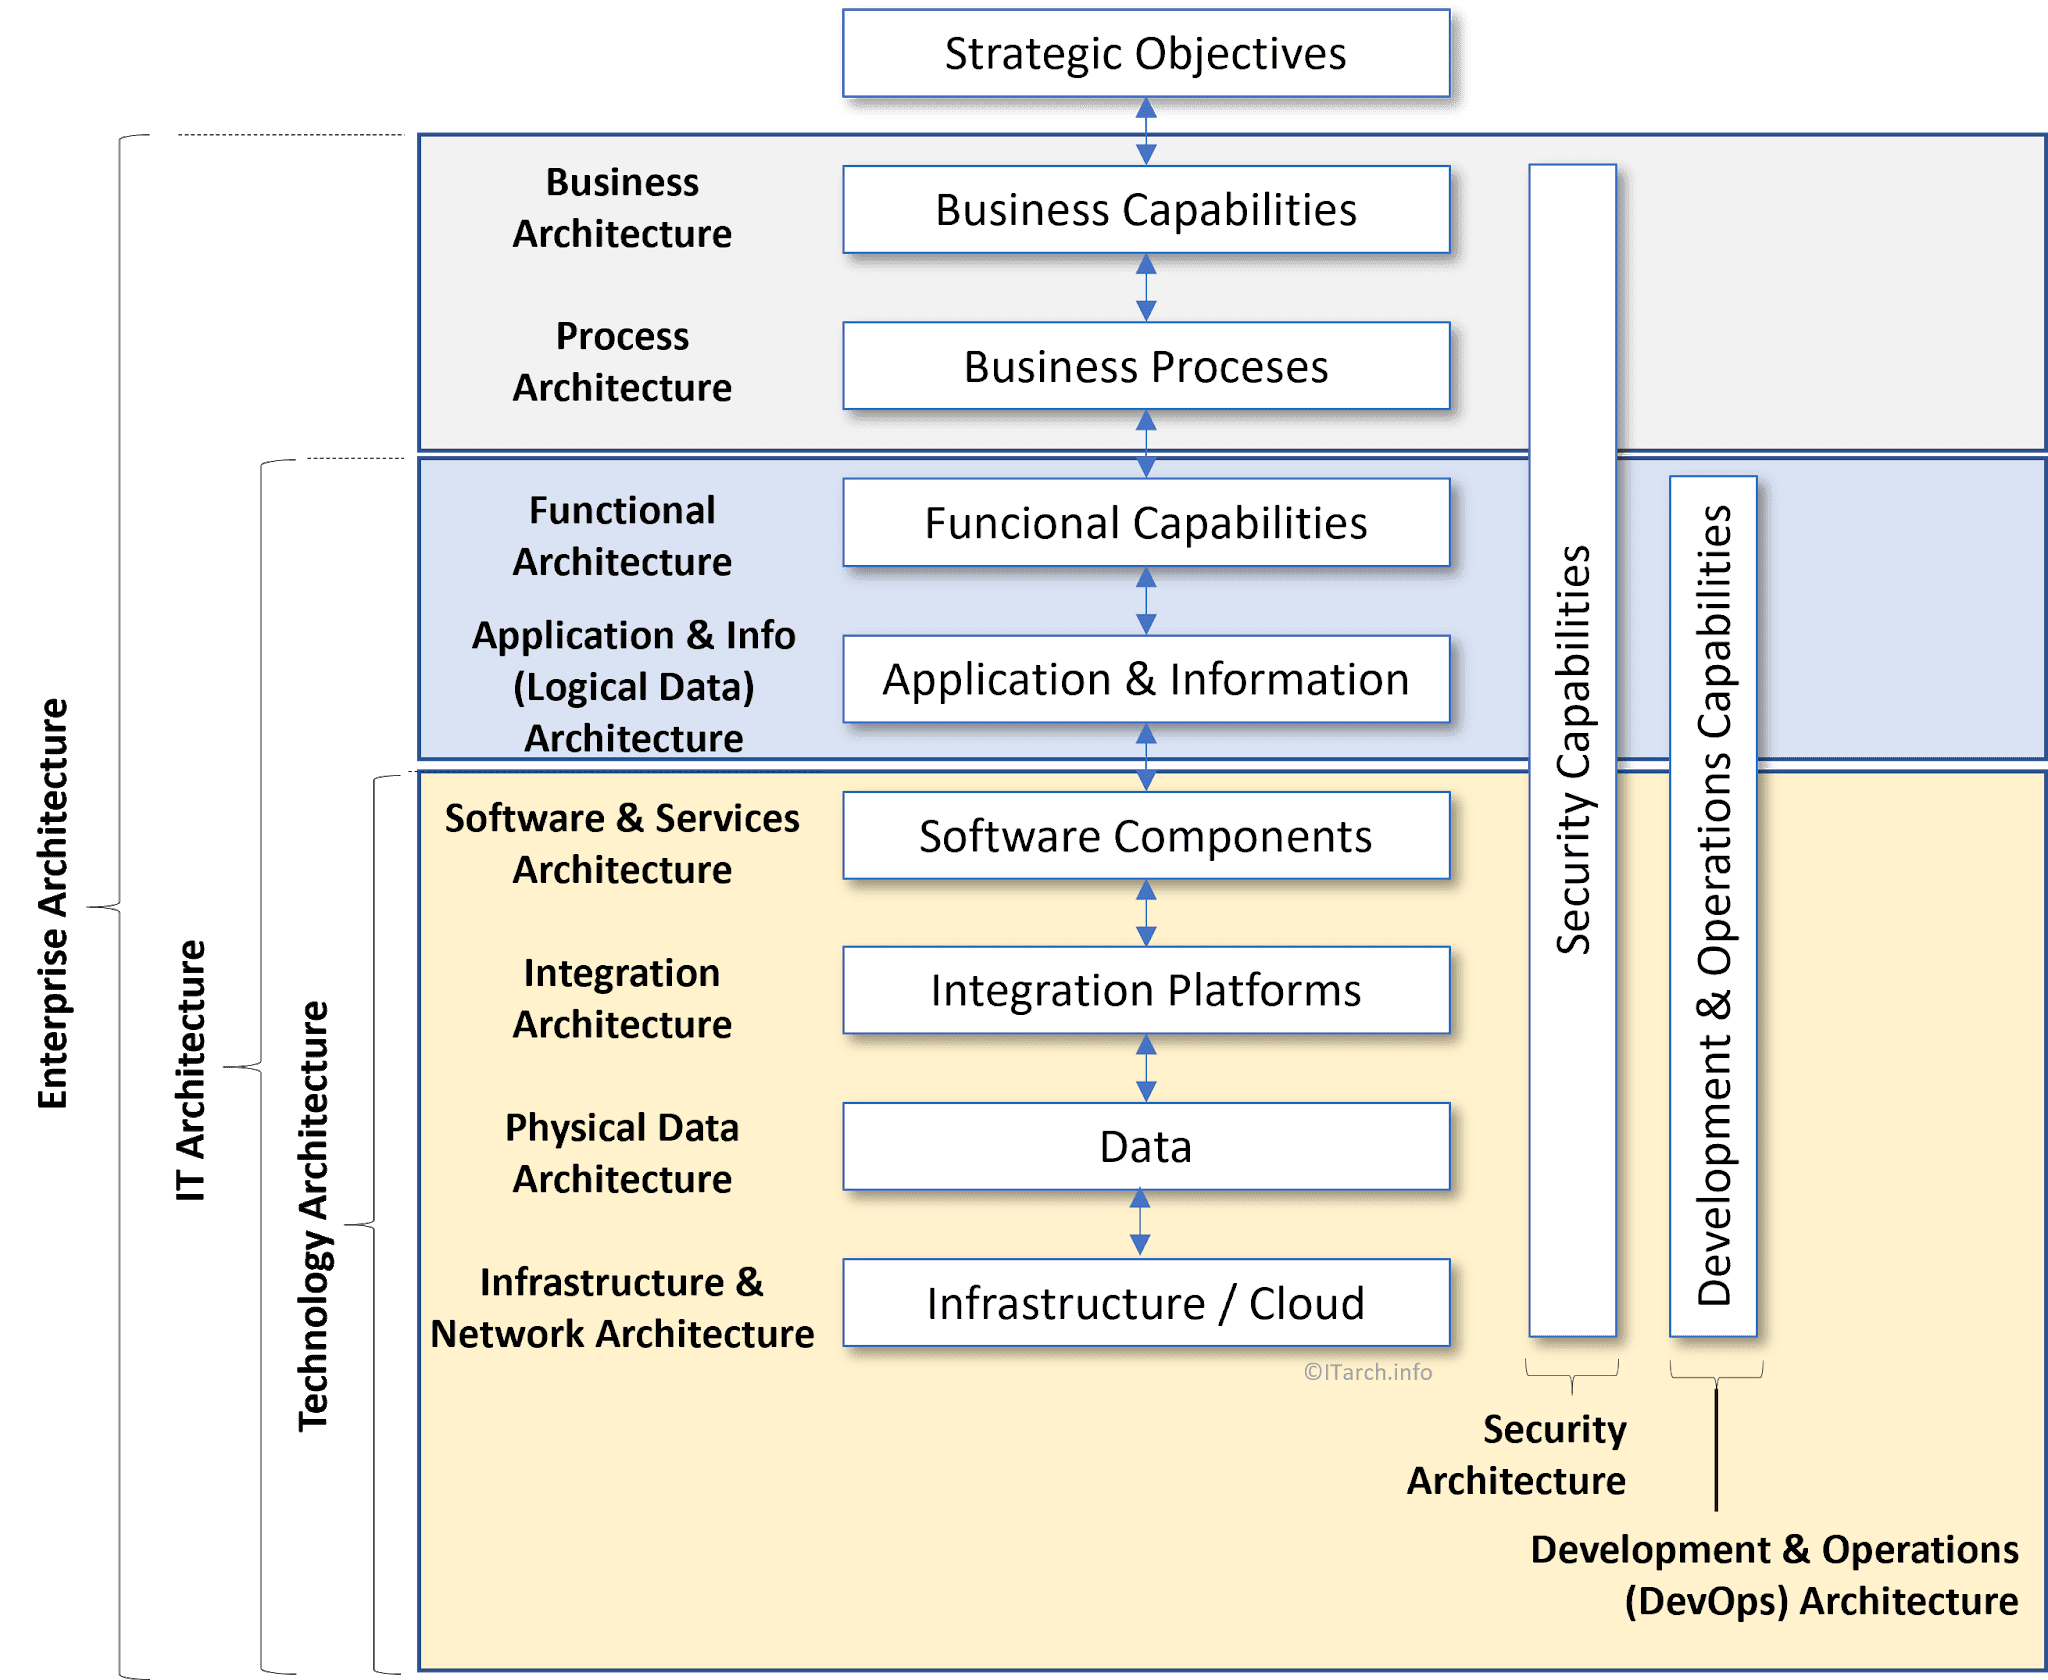 Strategic Objectives
Business
Architecture
Business Capabilities
Process
Architecture
Business Proceses
Functional
Architecture
Funcional Capabilities
Application & Info
(Logical Data)
Architecture
Application & Information
Software & Services
Architecture
Software Components
Integration
Architecture
Integration Platforms
Physical Data
Architecture
Data
Infrastructure &
Network Architecture
Infrastructure / Cloud
©ITarch.info
Enterprise Architecture
IT Architecture
Technology Architecture
Security Capabilities
Development & Operations Capabilities
Security
Architecture
Development & Operations
(DevOps) Architecture